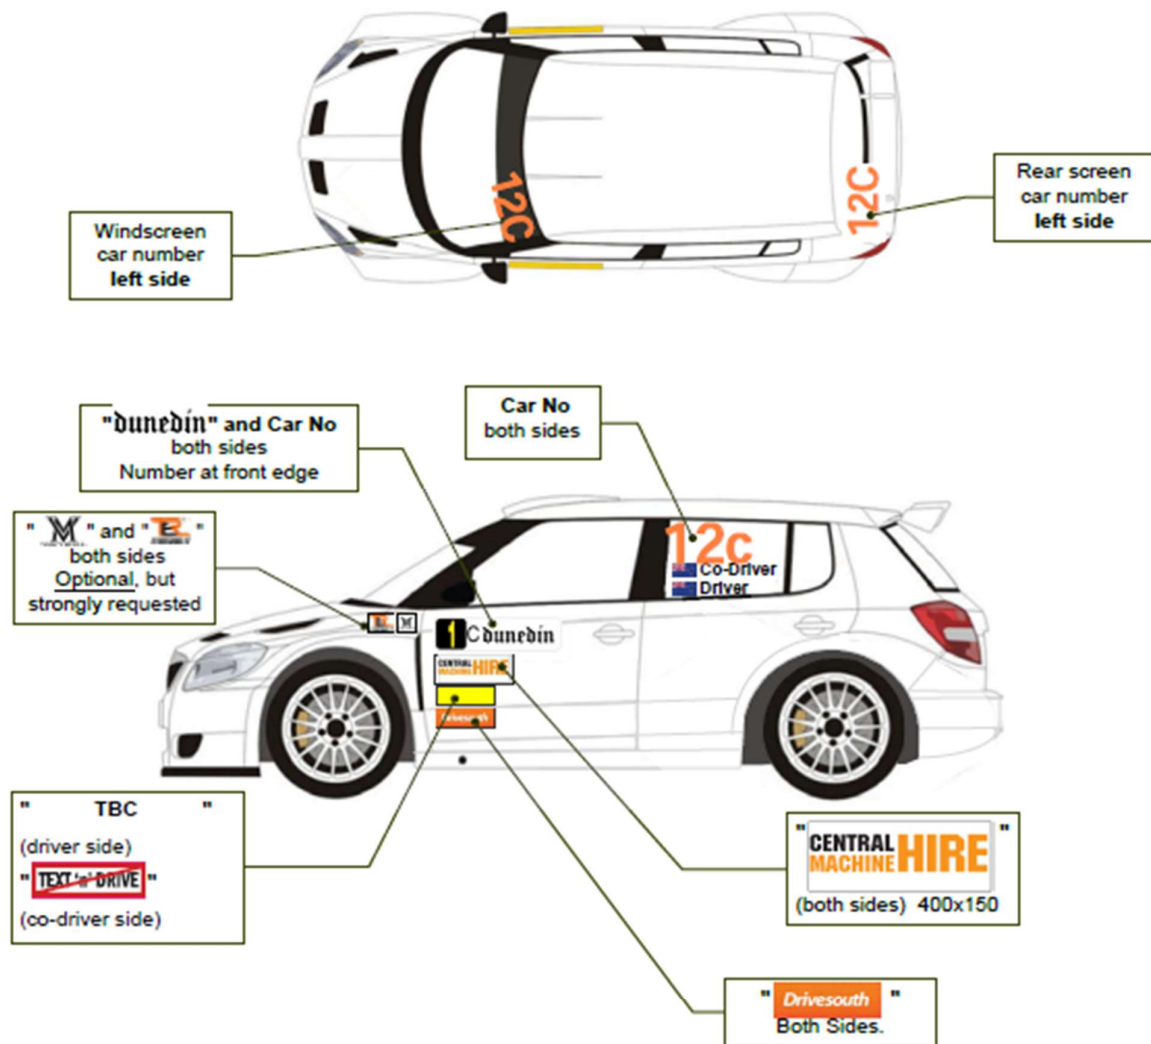 12C
12C
Windscreen
car number
left side
Rear screen
car number
left side
"dunedin" and Car No
both sides
Number at front edge
Car No
both sides
" " and " "
both sides
Optional, but
strongly requested
12c
Co-Driver
Driver
1 C dunedin
CENTRAL
MACHINE HIRE
Drivesouth
" TBC "
(driver side)
"TEXT 'n' DRIVE"
(co-driver side)
"CENTRAL
MACHINE HIRE"
(both sides) 400x150
"Drivesouth"
Both Sides.